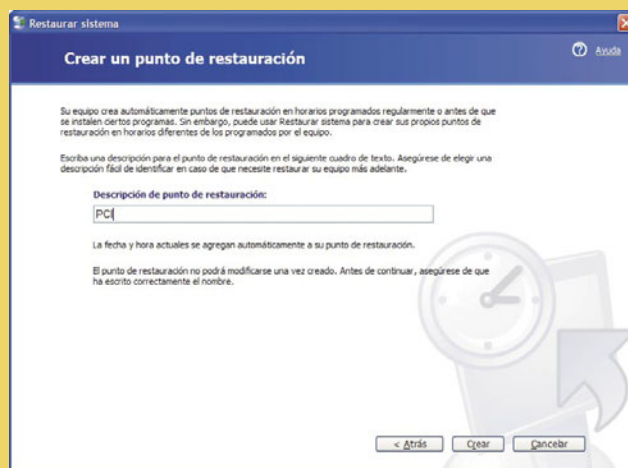 Restaurar sistema
Crear un punto de restauración
Ayuda
Su equipo crea automáticamente puntos de restauración en horarios programados regularmente o antes de que
se instalen ciertos programas. Sin embargo, puede usar Restaurar sistema para crear sus propios puntos de
restauración en horarios diferentes de los programados por el equipo.
Escriba una descripción para el punto de restauración en el siguiente cuadro de texto. Asegúrese de elegir una
descripción fácil de identificar en caso de que necesite restaurar su equipo más adelante.
Descripción de punto de restauración:
PCI
La fecha y hora actuales se agregan automáticamente a su punto de restauración.
El punto de restauración no podrá modificarse una vez creado. Antes de continuar, asegúrese de que
ha escrito correctamente el nombre.
< Atrás
Crear
Cancelar